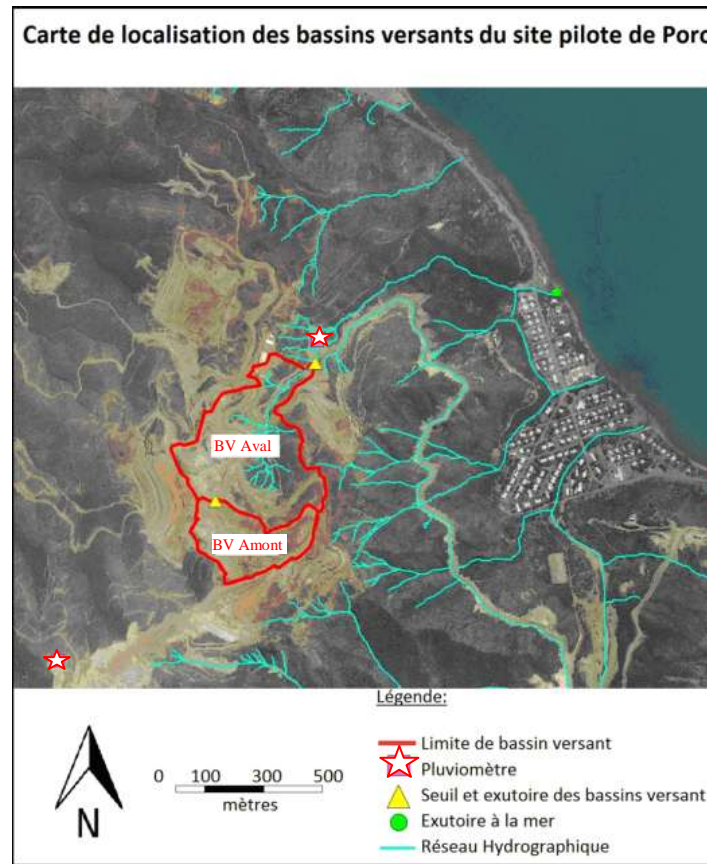 Carte de localisation des bassins versants du site pilote de Poro
BV Aval
BV Amont
Légende:
Limite de bassin versant
Pluviomètre
Seuil et exutoire des bassins versant
Exutoire à la mer
Réseau Hydrographique
0 100 300 500
mètres
N